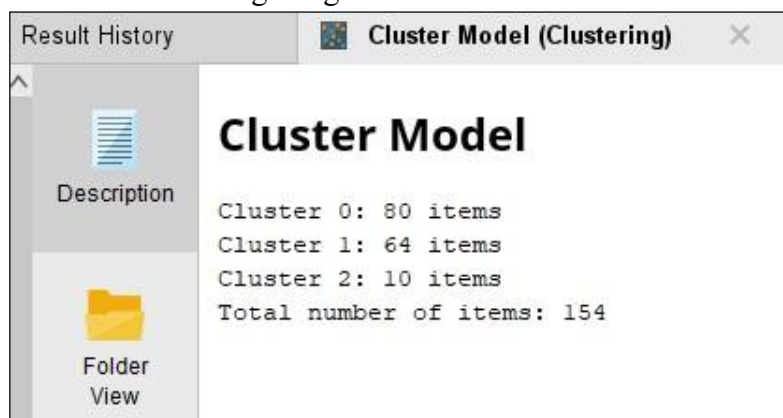 Result History
Cluster Model (Clustering)
Description
Cluster Model
Cluster 0: 80 items
Cluster 1: 64 items
Cluster 2: 10 items
Total number of items: 154
Folder
View